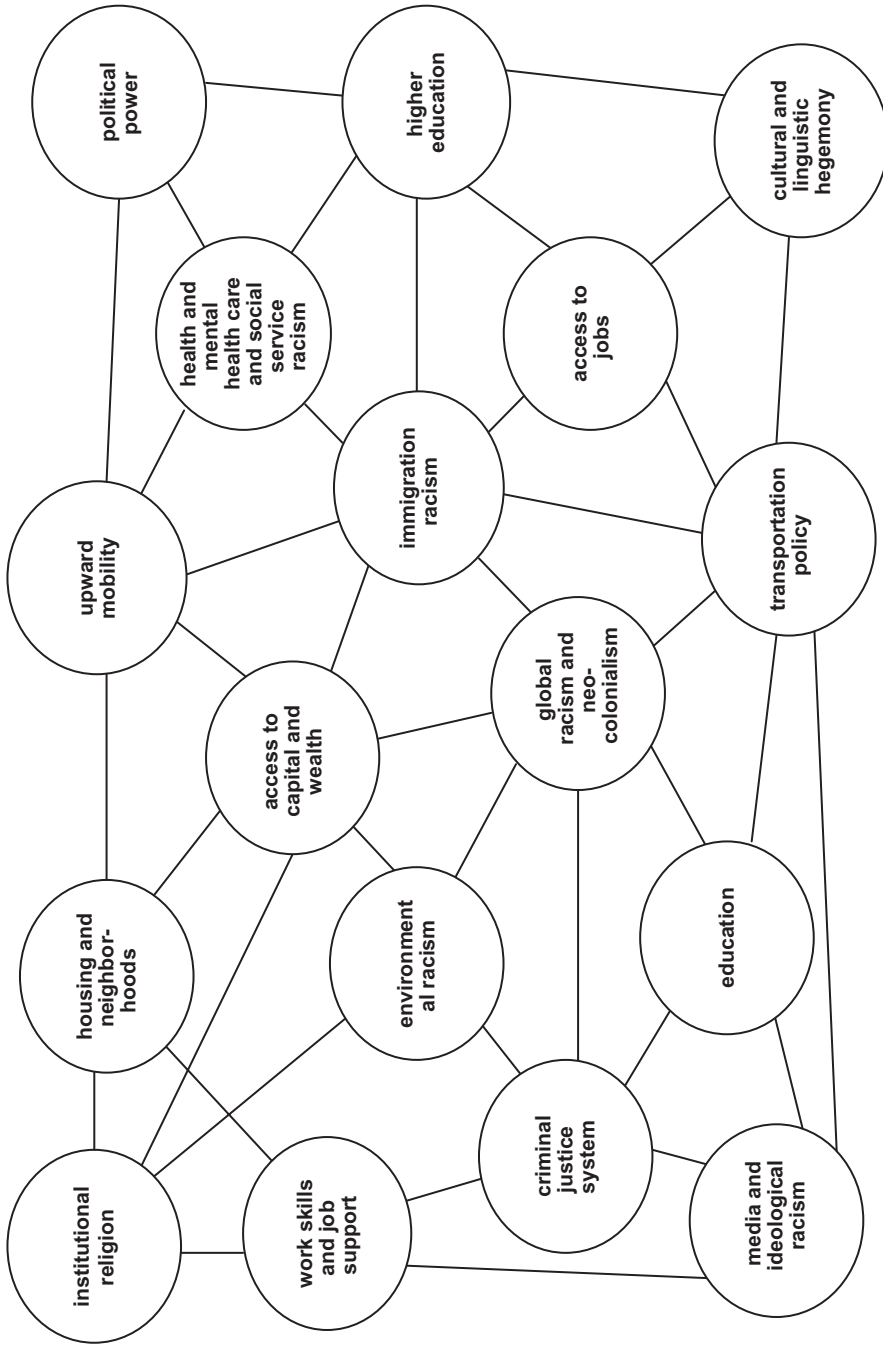 institutional
religion
housing and
neighbor-
hoods
upward
mobility
political
power
work skills
and job
support
access to
capital and
wealth
health and
mental
health care
and social
service
racism
environment
al racism
immigration
racism
higher
education
criminal
justice
system
global
racism and
neo-
colonialism
access to
jobs
media and
ideological
racism
education
transportation
policy
cultural and
linguistic
hegemony